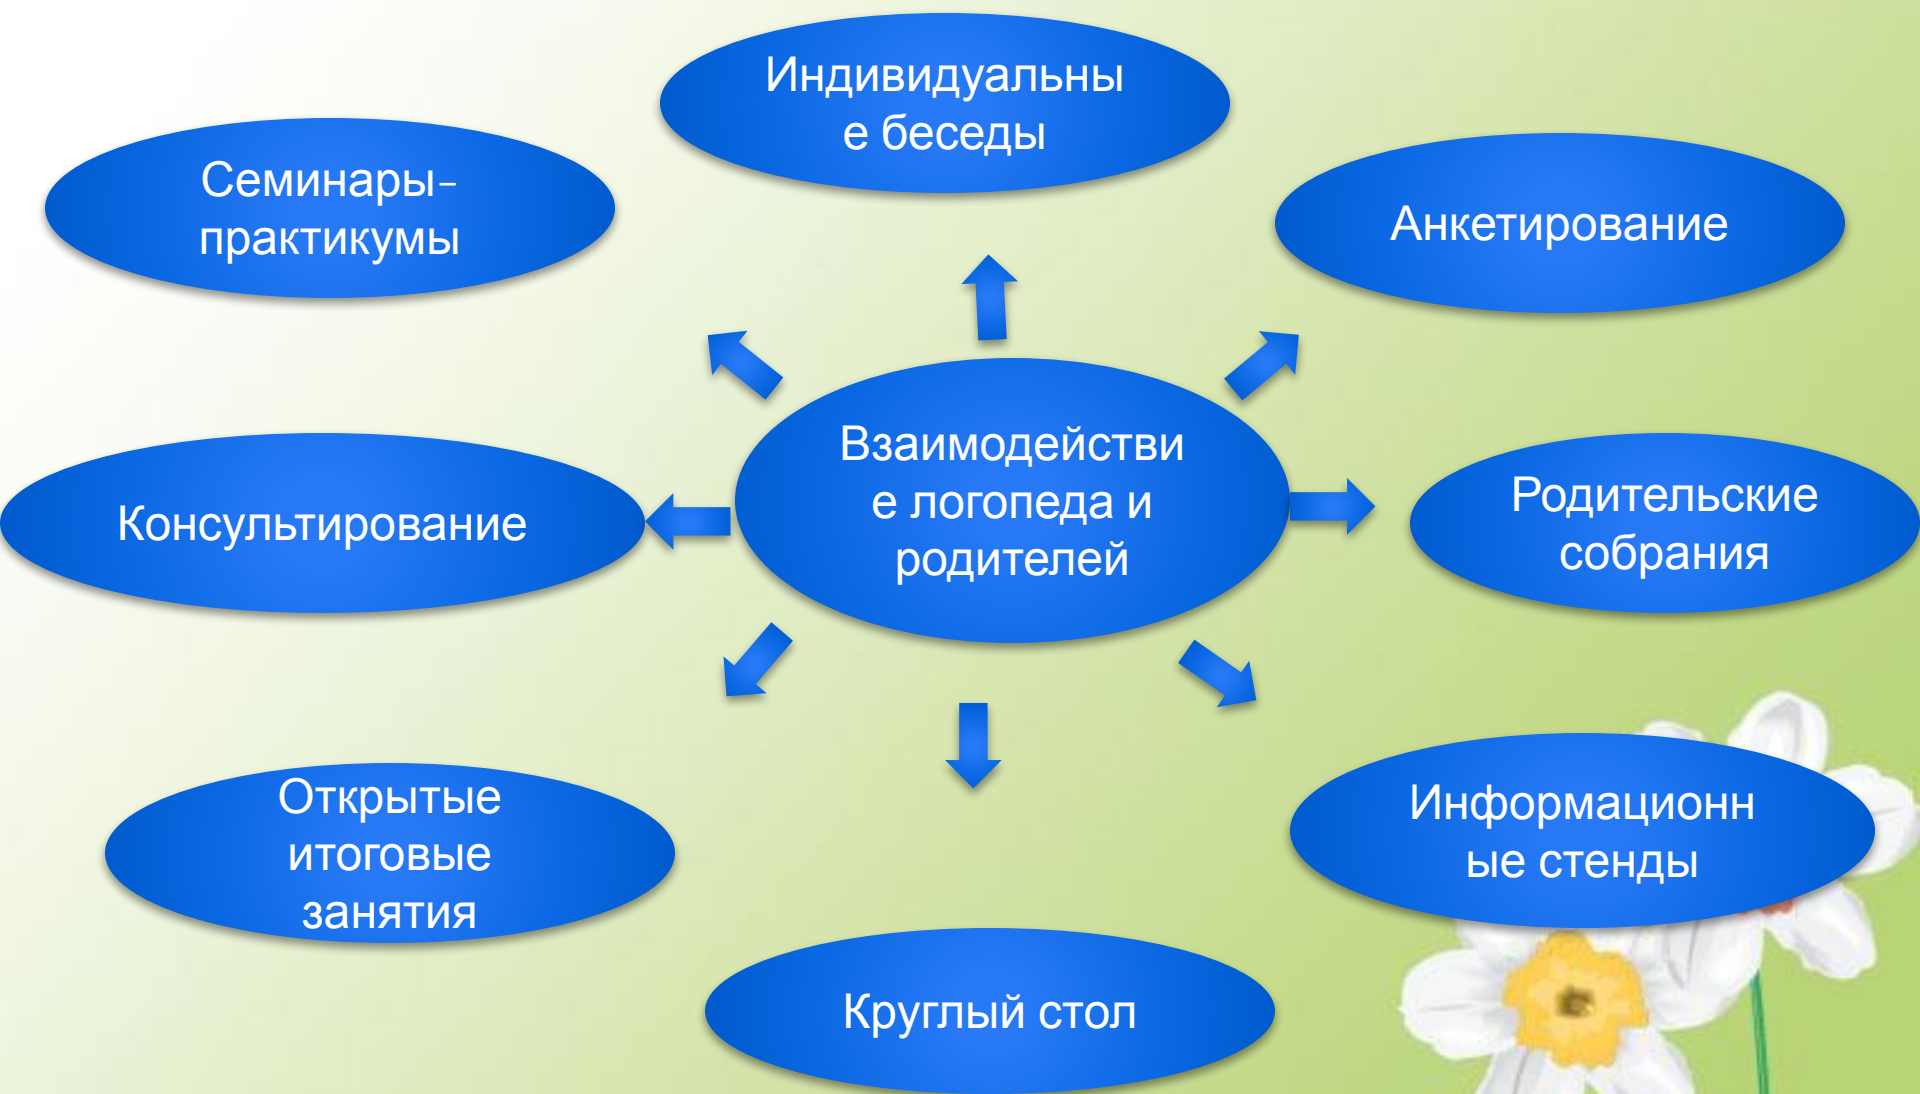 Индивидуальны
е беседы
Семинары-
практикумы
Анкетирование
Взаимодействи
е логопеда и
родителей
Консультирование
Родительские
собрания
Открытые
итоговые
занятия
Информационн
ые стенды
Круглый стол